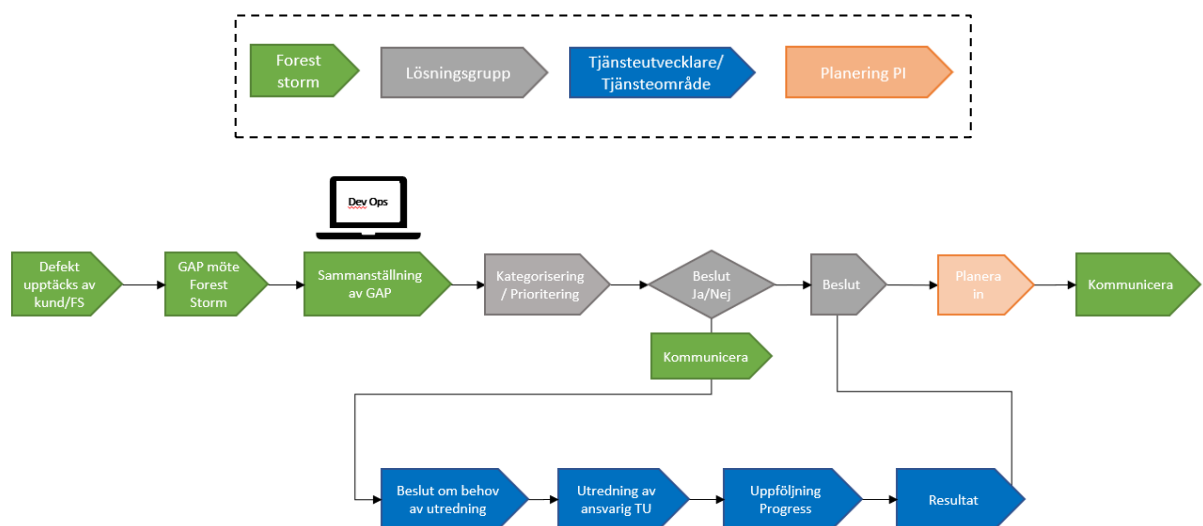 Forest
storm
Lösningsgrupp
Tjänsteutvecklare/
Tjänsteområde
Planering PI
Dev Ops
Defekt
upptäcks av
kund/FS
GAP möte
Forest
Storm
Sammanställning
av GAP
Kategorisering
/ Prioritering
Beslut
Ja/Nej
Beslut
Planera
in
Kommunicera
Kommunicera
Beslut om behov
av utredning
Utredning av
ansvarig TU
Uppföljning
Progress
Resultat